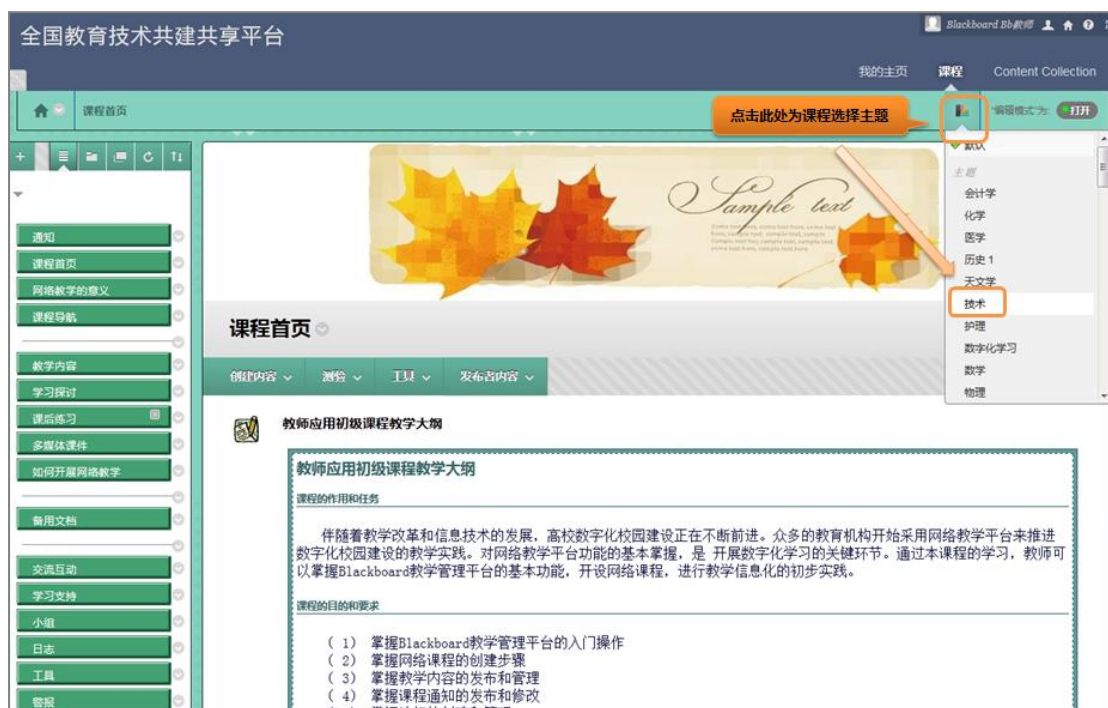 全国教育技术共建共享平台
Blackboard Bb教师
我的主页
课程
Content Collection
课程首页
点击此处为课程选择主题
编辑模式为:
打开
默认
主题
会计学
化学
医学
历史 1
天文学
技术
护理
数字化学习
数学
物理
Sample text
通知
课程首页
网络教学的意义
课程导航
教学内容
学习探讨
课后练习
多媒体课件
如何开展网络教学
备用文档
交流互动
学习支持
小组
日志
工具
警报
课程首页
创建内容
测验
工具
发布者内容
教师应用初级课程教学大纲
教师应用初级课程教学大纲
课程的作用和任务
伴随着教学改革和信息技术的发展，高校数字化校园建设正在不断前进。众多的教育机构开始采用网络教学平台来推进
数字化校园建设的教学实践。对网络教学平台功能的基本掌握，是 开展数字化学习的关键环节。通过本课程的学习，教师可
以掌握Blackboard教学管理平台的基本功能，开设网络课程，进行教学信息化的初步实践。
课程的目的和要求
（ 1） 掌握Blackboard教学管理平台的入门操作
（ 2） 掌握网络课程的创建步骤
（ 3） 掌握教学内容的发布和管理
（ 4） 掌握课程通知的发布和修改